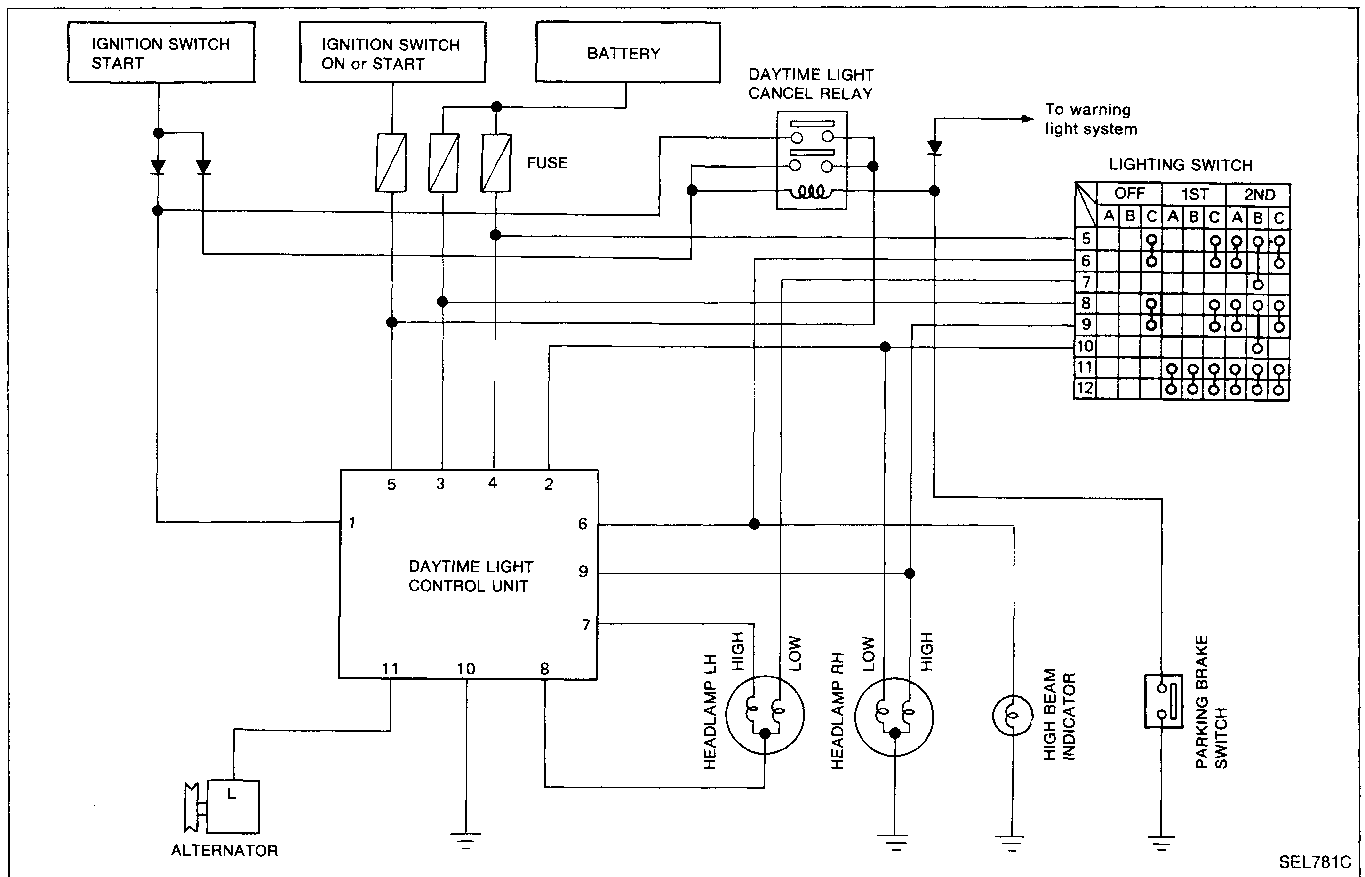 IGNITION SWITCH
START
IGNITION SWITCH
ON or START
BATTERY
DAYTIME LIGHT
CANCEL RELAY
To warning
light system
FUSE
LIGHTING SWITCH
OFF 1ST 2ND
A B C A B C A B C
5
6
7
8
9
10
11
12
5 3 4 2
1
6
DAYTIME LIGHT
CONTROL UNIT
9
7
11 10 8
HEADLAMP LH
HIGH
LOW
HEADLAMP RH
LOW
HIGH
HIGH BEAM
INDICATOR
PARKING BRAKE
SWITCH
L
ALTERNATOR
SEL781C